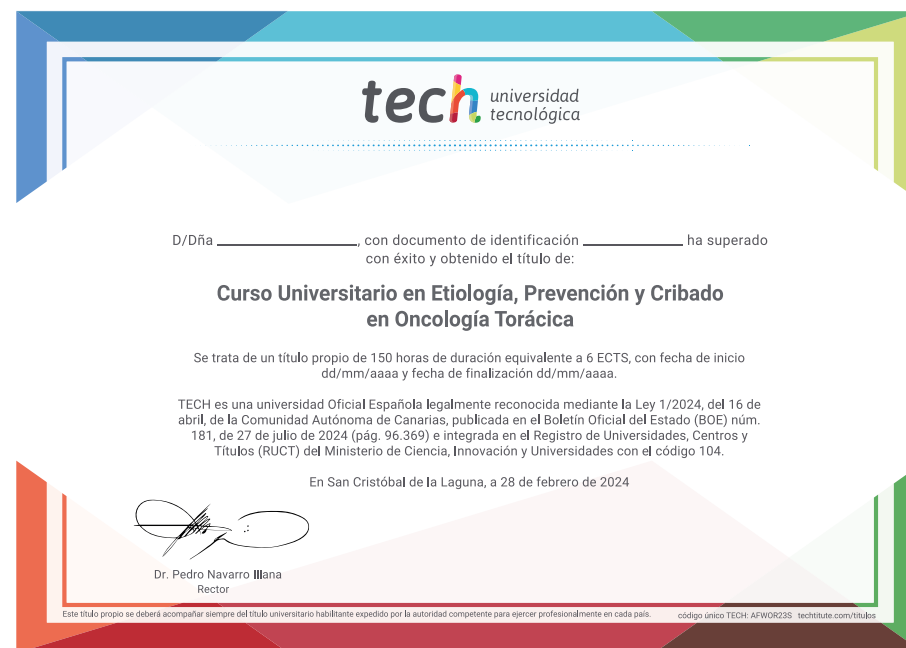 tech universidad
tecnológica
D/Dña ____________________, con documento de identificación ______________ ha superado
con éxito y obtenido el título de:
Curso Universitario en Etiología, Prevención y Cribado
en Oncología Torácica
Se trata de un título propio de 150 horas de duración equivalente a 6 ECTS, con fecha de inicio
dd/mm/aaaa y fecha de finalización dd/mm/aaaa.
TECH es una universidad Oficial Española legalmente reconocida mediante la Ley 1/2024, del 16 de
abril, de la Comunidad Autónoma de Canarias, publicada en el Boletín Oficial del Estado (BOE) núm.
181, de 27 de julio de 2024 (pág. 96.369) e integrada en el Registro de Universidades, Centros y
Títulos (RUCT) del Ministerio de Ciencia, Innovación y Universidades con el código 104.
En San Cristóbal de la Laguna, a 28 de febrero de 2024
Dr. Pedro Navarro Illana
Rector
Este título propio se deberá acompañar siempre del título universitario habilitante expedido por la autoridad competente para ejercer profesionalmente en cada país. código único TECH: AFWOR23S techtitute.com/titulos